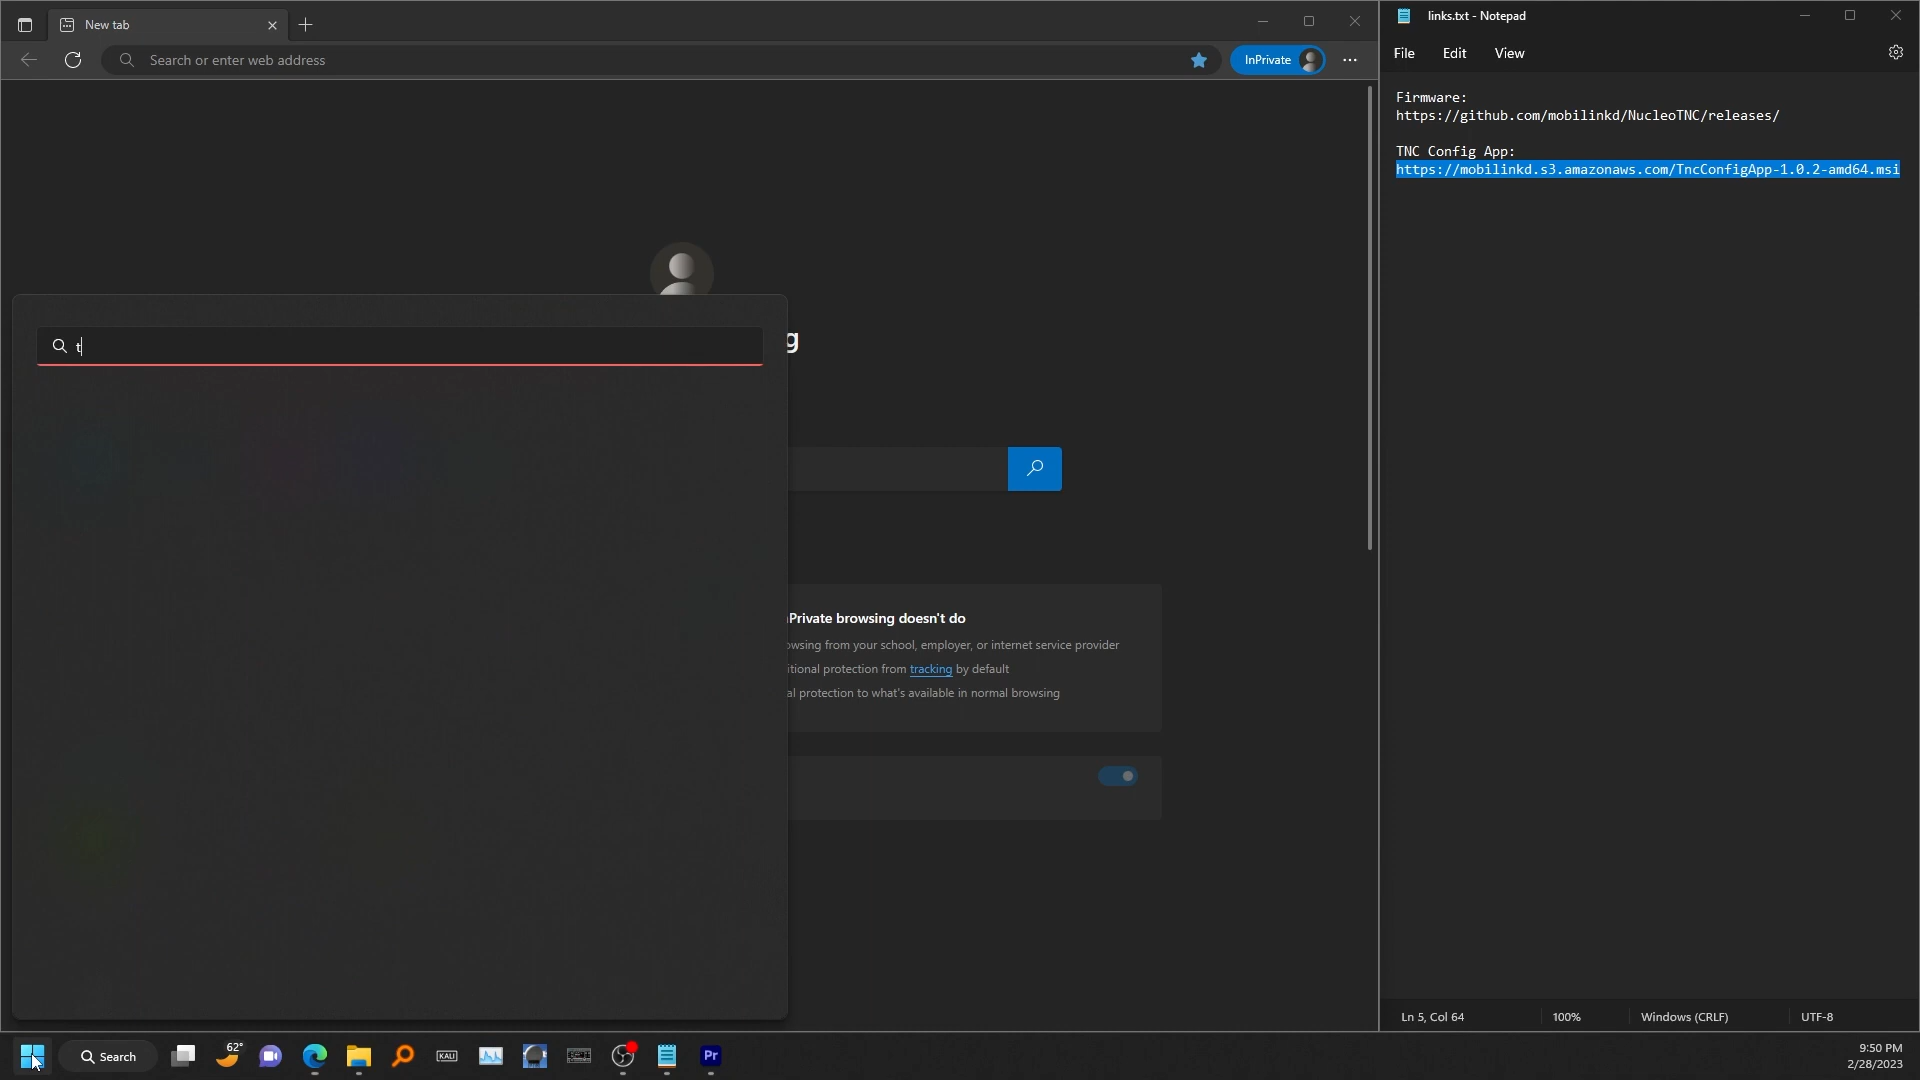 New tab
Search or enter web address
InPrivate
links.txt - Notepad
File
Edit
View
Firmware:
https://github.com/mobilinkd/NucleoTNC/releases/
TNC Config App:
https://mobilinkd.s3.amazonaws.com/TncConfigApp-1.0.2-amd64.msi
t
g
nPrivate browsing doesn't do
owsing from your school, employer, or internet service provider
itional protection from tracking by default
al protection to what's available in normal browsing
Ln 5, Col 64
100%
Windows (CRLF)
UTF-8
Search
62°
KALI
Pr
9:50 PM
2/28/2023